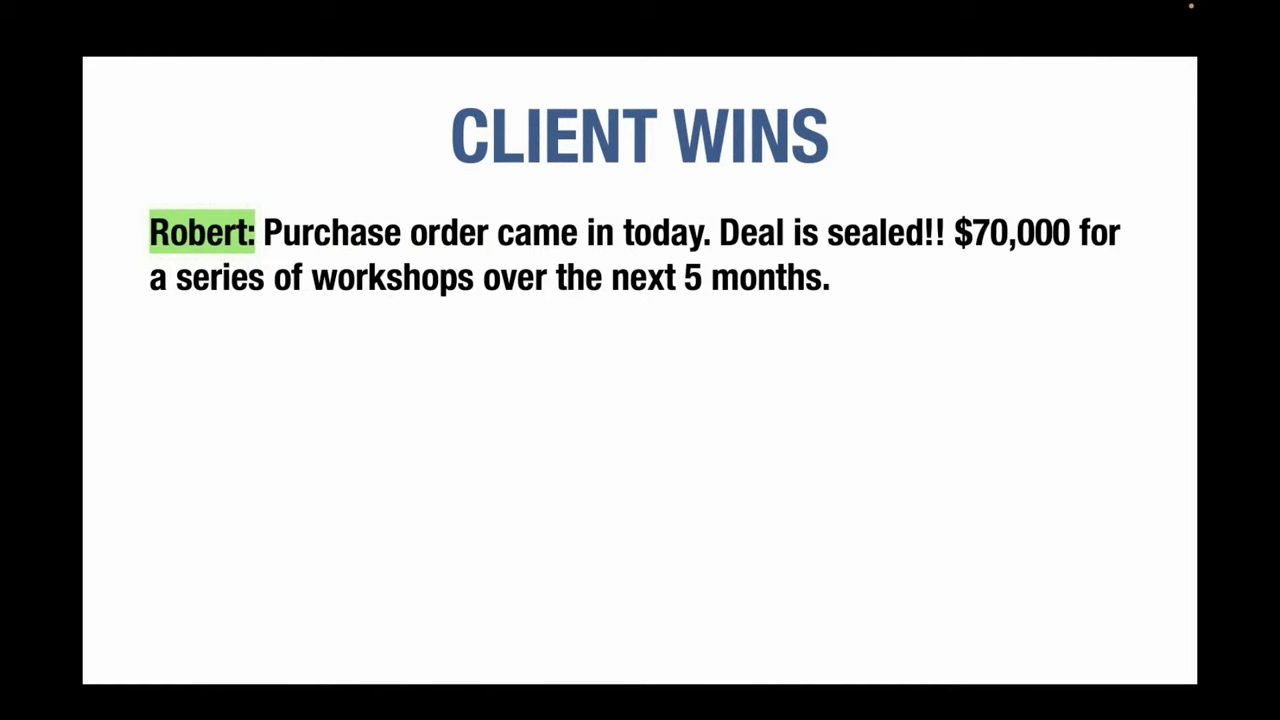 CLIENT WINS
Robert: Purchase order came in today. Deal is sealed!! $70,000 for
a series of workshops over the next 5 months.